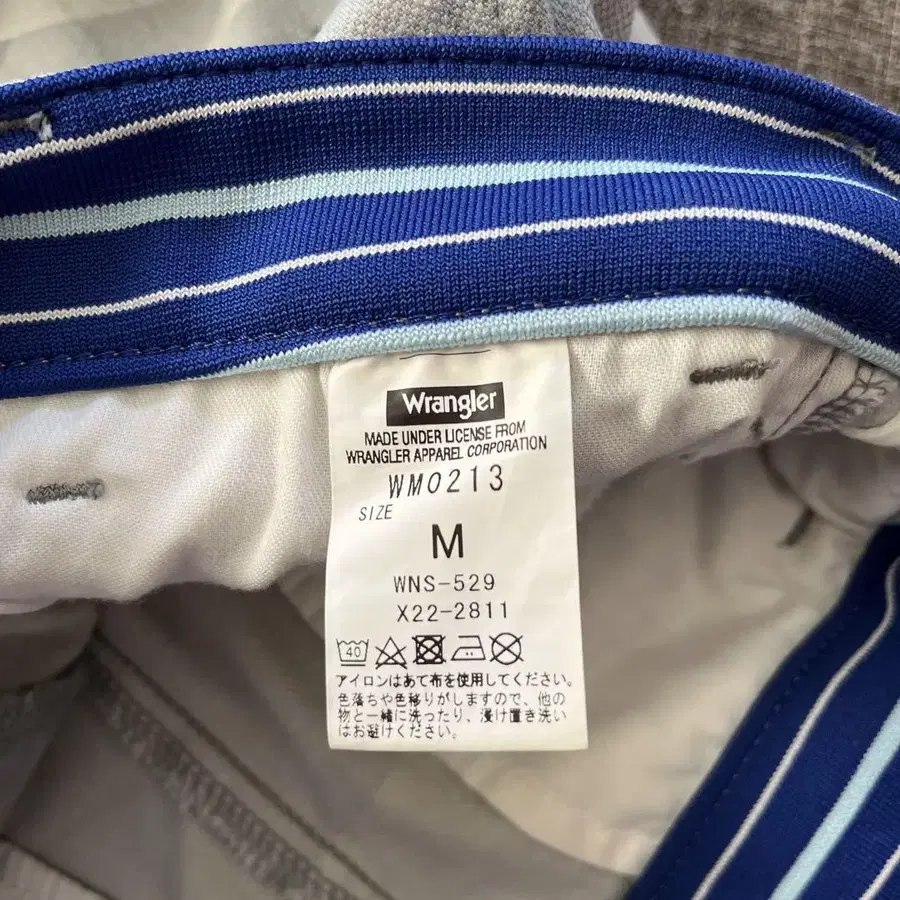 Wrangler
MADE UNDER LICENSE FROM
WRANGLER APPAREL CORPORATION
WM0213
SIZE
M
WNS-529
X22-2811
40
アイロンはあて布を使用してください。
色落ちや色移りがしますので、他の
物と一緒に洗ったり、浸け置き洗い
はお避けください。